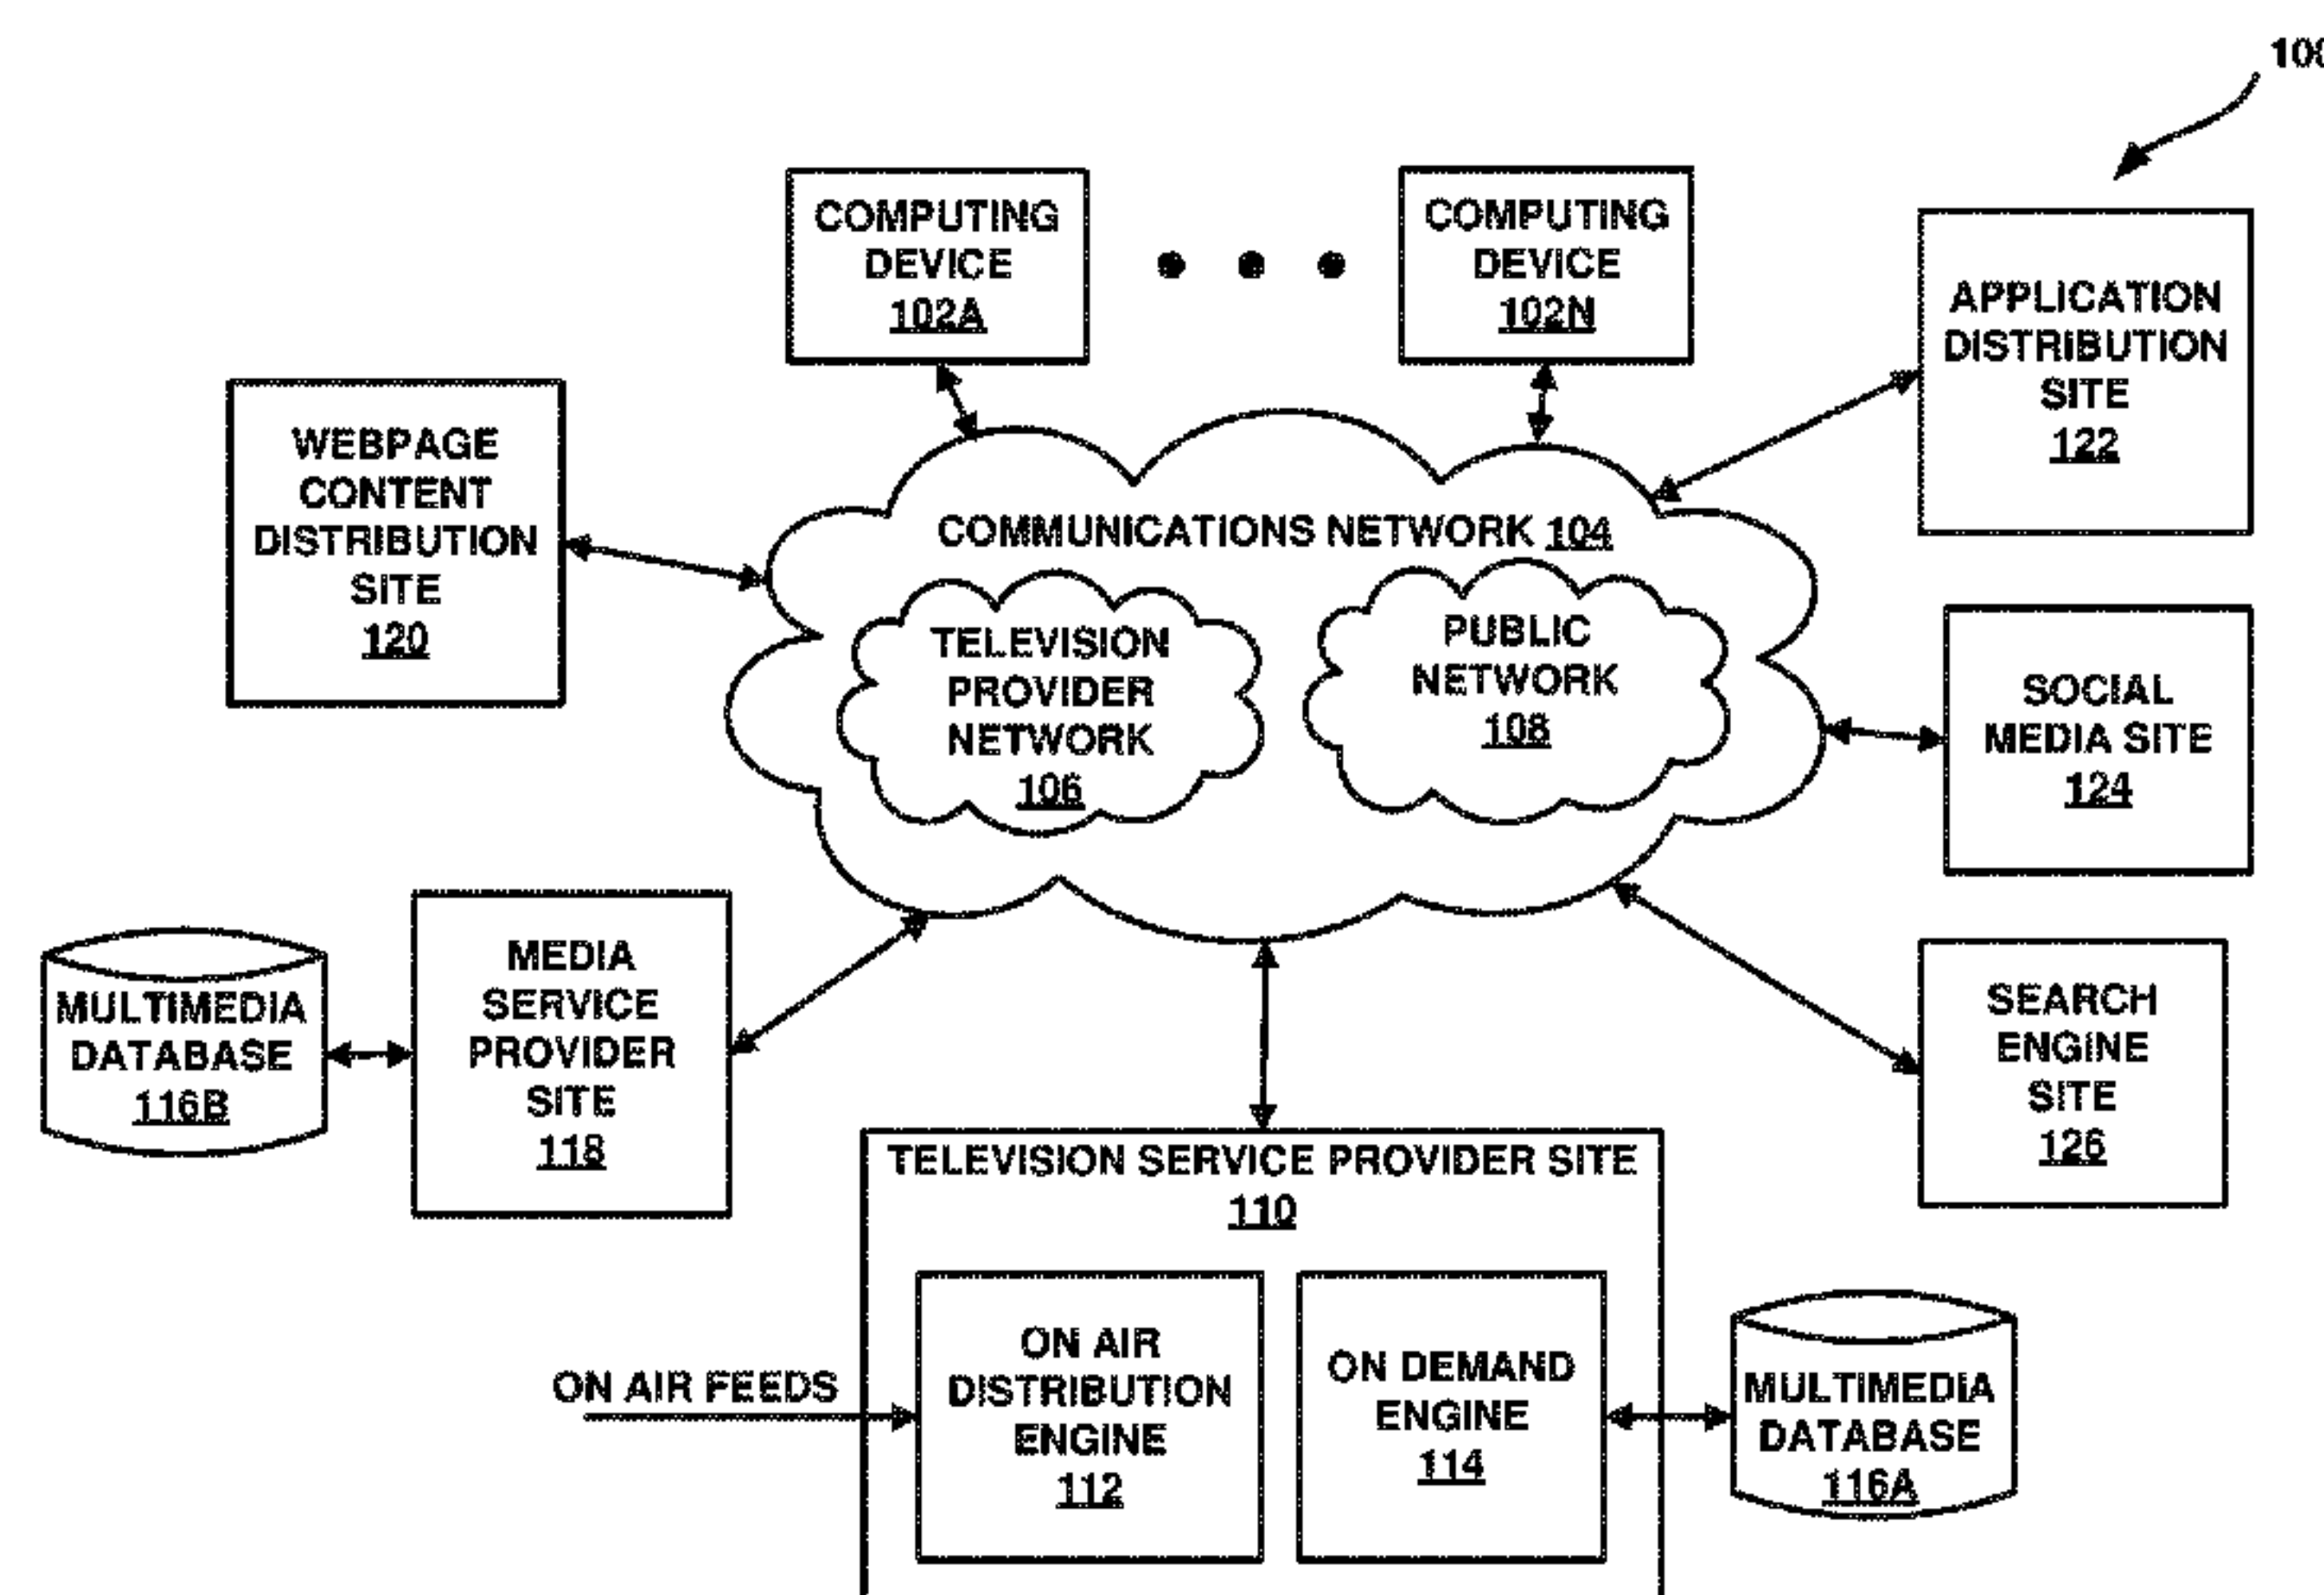 100
COMPUTING
DEVICE
102A
COMPUTING
DEVICE
102N
APPLICATION
DISTRIBUTION
SITE
122
WEBPAGE
CONTENT
DISTRIBUTION
SITE
120
COMMUNICATIONS NETWORK 104
TELEVISION
PROVIDER
NETWORK
106
PUBLIC
NETWORK
108
SOCIAL
MEDIA SITE
124
MULTIMEDIA
DATABASE
116B
MEDIA
SERVICE
PROVIDER
SITE
118
SEARCH
ENGINE
SITE
126
TELEVISION SERVICE PROVIDER SITE
110
ON AIR FEEDS
ON AIR
DISTRIBUTION
ENGINE
112
ON DEMAND
ENGINE
114
MULTIMEDIA
DATABASE
116A